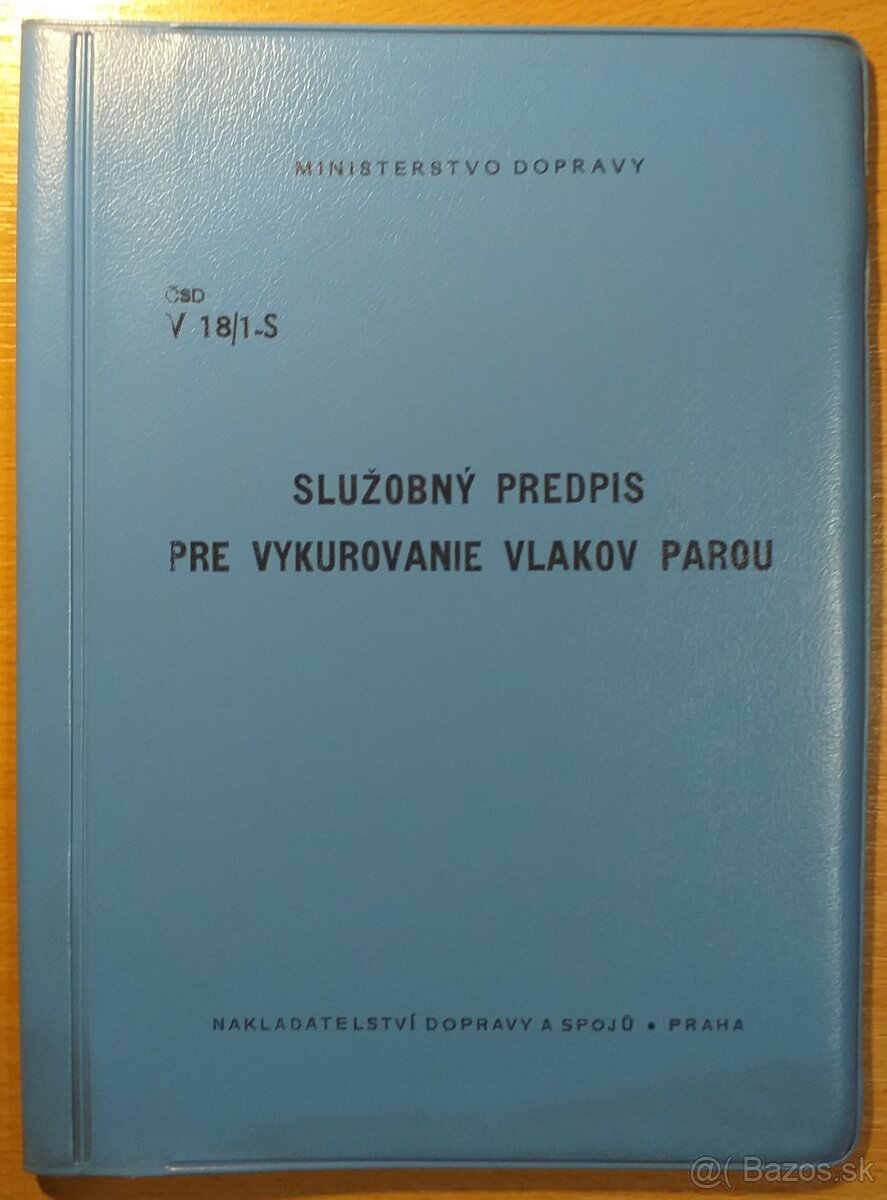 MINISTERSTVO DOPRAVY
ČSD
V 18/1-S
SLUŽOBNÝ PREDPIS
PRE VYKUROVANIE VLAKOV PAROU
NAKLADATELSTVÍ DOPRAVY A SPOJŮ • PRAHA
@( Bazos.sk